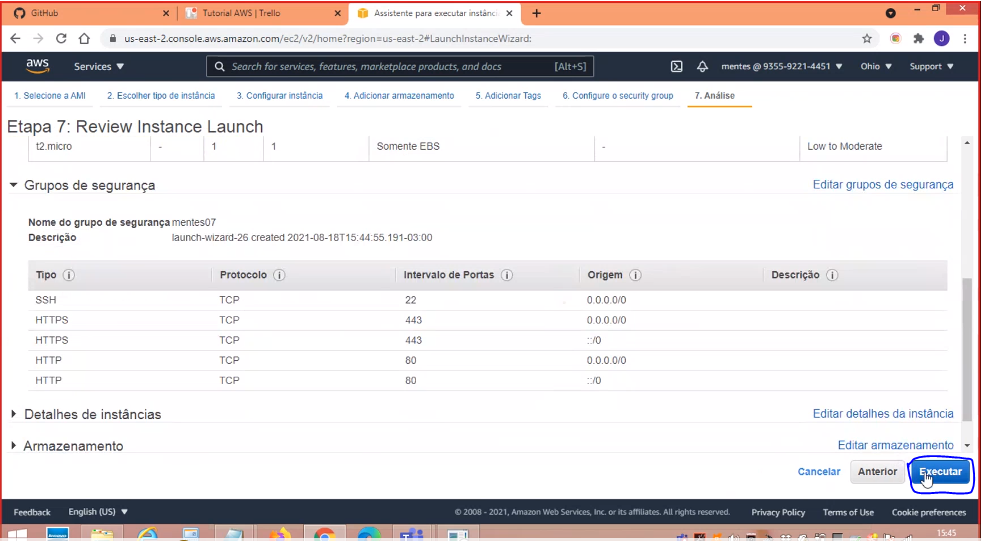 GitHub
Tutorial AWS | Trello
Assistente para executar instânci
us-east-2.console.aws.amazon.com/ec2/v2/home?region=us-east-2#LaunchInstanceWizard:
J
aws Services Search for services, features, marketplace products, and docs [Alt+S] mentes @ 9355-9221-4451 Ohio Support
1. Selecione a AMI 2. Escolher tipo de instância 3. Configurar instância 4. Adicionar armazenamento 5. Adicionar Tags 6. Configure o security group 7. Análise
Etapa 7: Review Instance Launch
t2.micro - 1 1 Somente EBS - Low to Moderate
Grupos de segurança Editar grupos de segurança
Nome do grupo de segurança mentes07
Descrição launch-wizard-26 created 2021-08-18T15:44:55.191-03:00
Tipo Protocolo Intervalo de Portas Origem Descrição
SSH TCP 22 0.0.0.0/0
HTTPS TCP 443 0.0.0.0/0
HTTPS TCP 443 ::/0
HTTP TCP 80 0.0.0.0/0
HTTP TCP 80 ::/0
Detalhes de instâncias Editar detalhes da instância
Armazenamento Editar armazenamento
Cancelar Anterior Executar
Feedback English (US) © 2008 - 2021, Amazon Web Services, Inc. or its affiliates. All rights reserved. Privacy Policy Terms of Use Cookie preferences
15:45